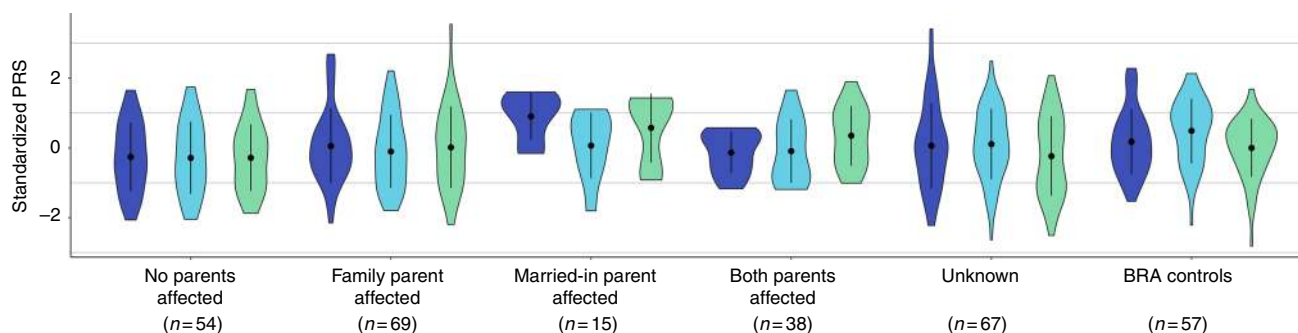 Standardized PRS
2
0
–2
No parents affected (n=54)
Family parent affected (n=69)
Married-in parent affected (n=15)
Both parents affected (n=38)
Unknown (n=67)
BRA controls (n=57)